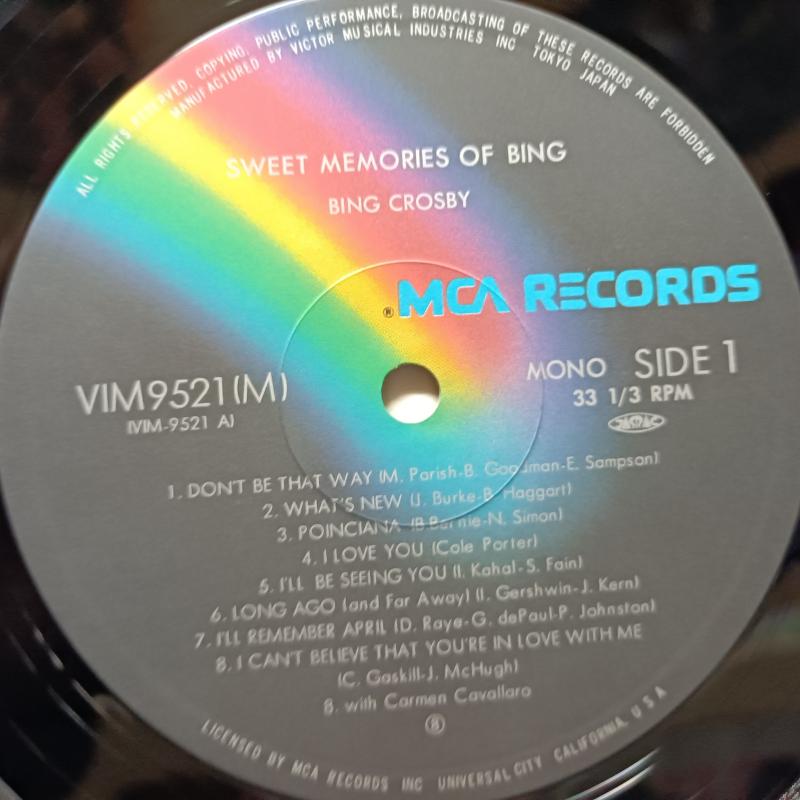 ALL RIGHTS RESERVED. COPYING, PUBLIC PERFORMANCE, BROADCASTING OF THESE RECORDS ARE FORBIDDEN
MANUFACTURED BY VICTOR MUSICAL INDUSTRIES INC TOKYO JAPAN
SWEET MEMORIES OF BING
BING CROSBY
®MCA RECORDS
VIM9521(M)
(VIM-9521 A)
MONO SIDE 1
33 1/3 RPM
1. DON'T BE THAT WAY (M. Parish-B. Goodman-E. Sampson)
2. WHAT'S NEW (J. Burke-B. Haggart)
3. POINCIANA (B. Bernie-N. Simon)
4. I LOVE YOU (Cole Porter)
5. I'LL BE SEEING YOU (I. Kahal-S. Fain)
6. LONG AGO (and Far Away) (I. Gershwin-J. Kern)
7. I'LL REMEMBER APRIL (D. Raye-G. dePaul-P. Johnston)
8. I CAN'T BELIEVE THAT YOU'RE IN LOVE WITH ME
(C. Gaskill-J. McHugh)
8. with Carmen Cavallaro
LICENSED BY MCA RECORDS INC UNIVERSAL CITY CALIFORNIA, U S A